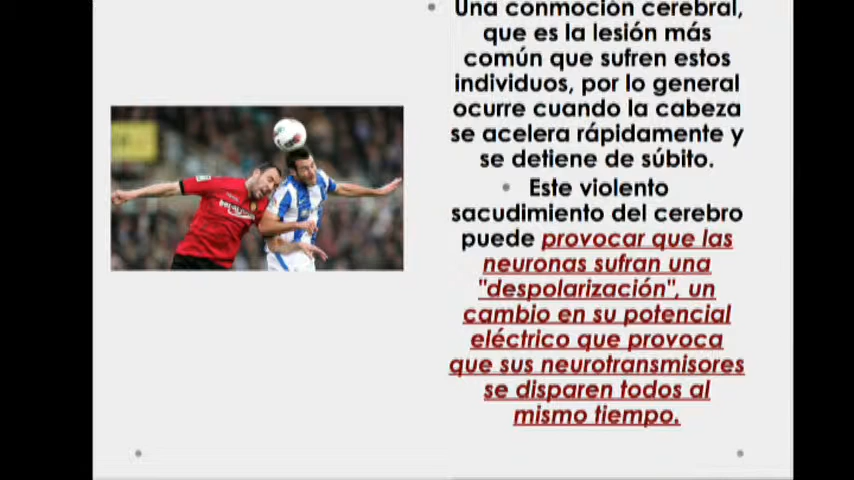 Una conmoción cerebral,
que es la lesión más
común que sufren estos
individuos, por lo general
ocurre cuando la cabeza
se acelera rápidamente y
se detiene de súbito.
Este violento
sacudimiento del cerebro
puede provocar que las
neuronas sufran una
"despolarización", un
cambio en su potencial
eléctrico que provoca
que sus neurotransmisores
se disparen todos al
mismo tiempo.